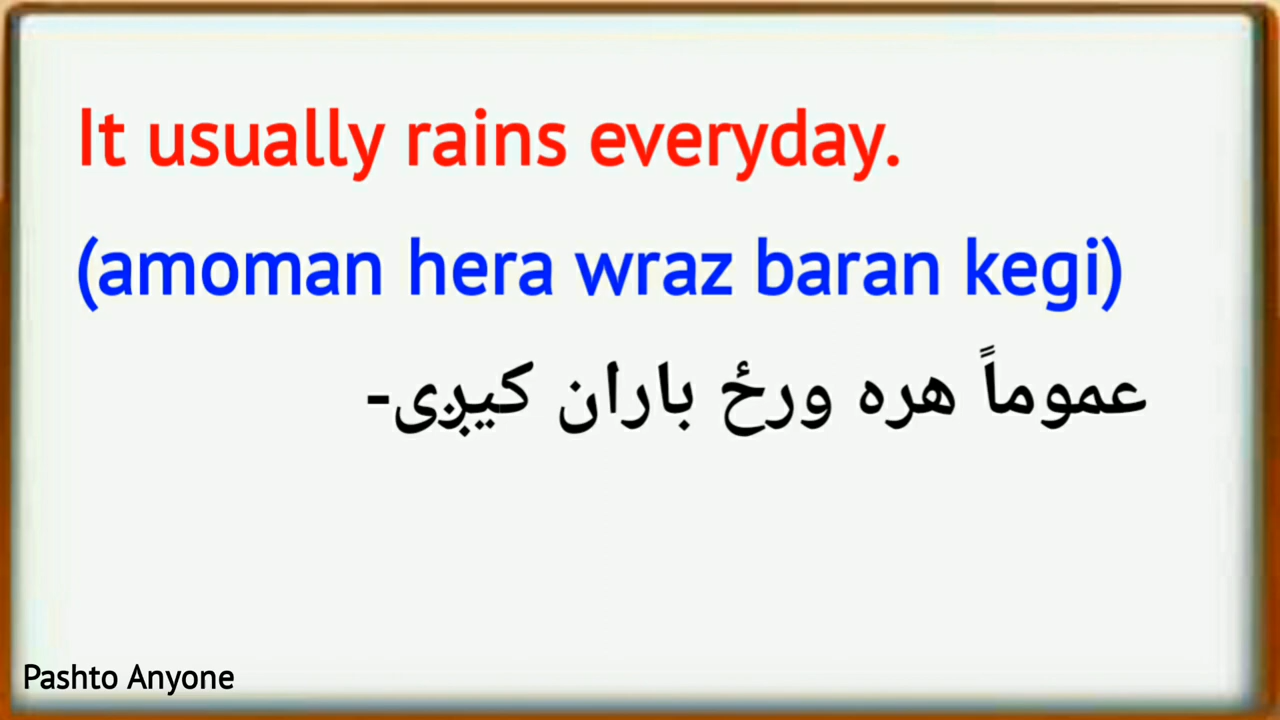 It usually rains everyday.
(amoman hera wraz baran kegi)
عموماً هره ورځ باران کیږی-
Pashto Anyone